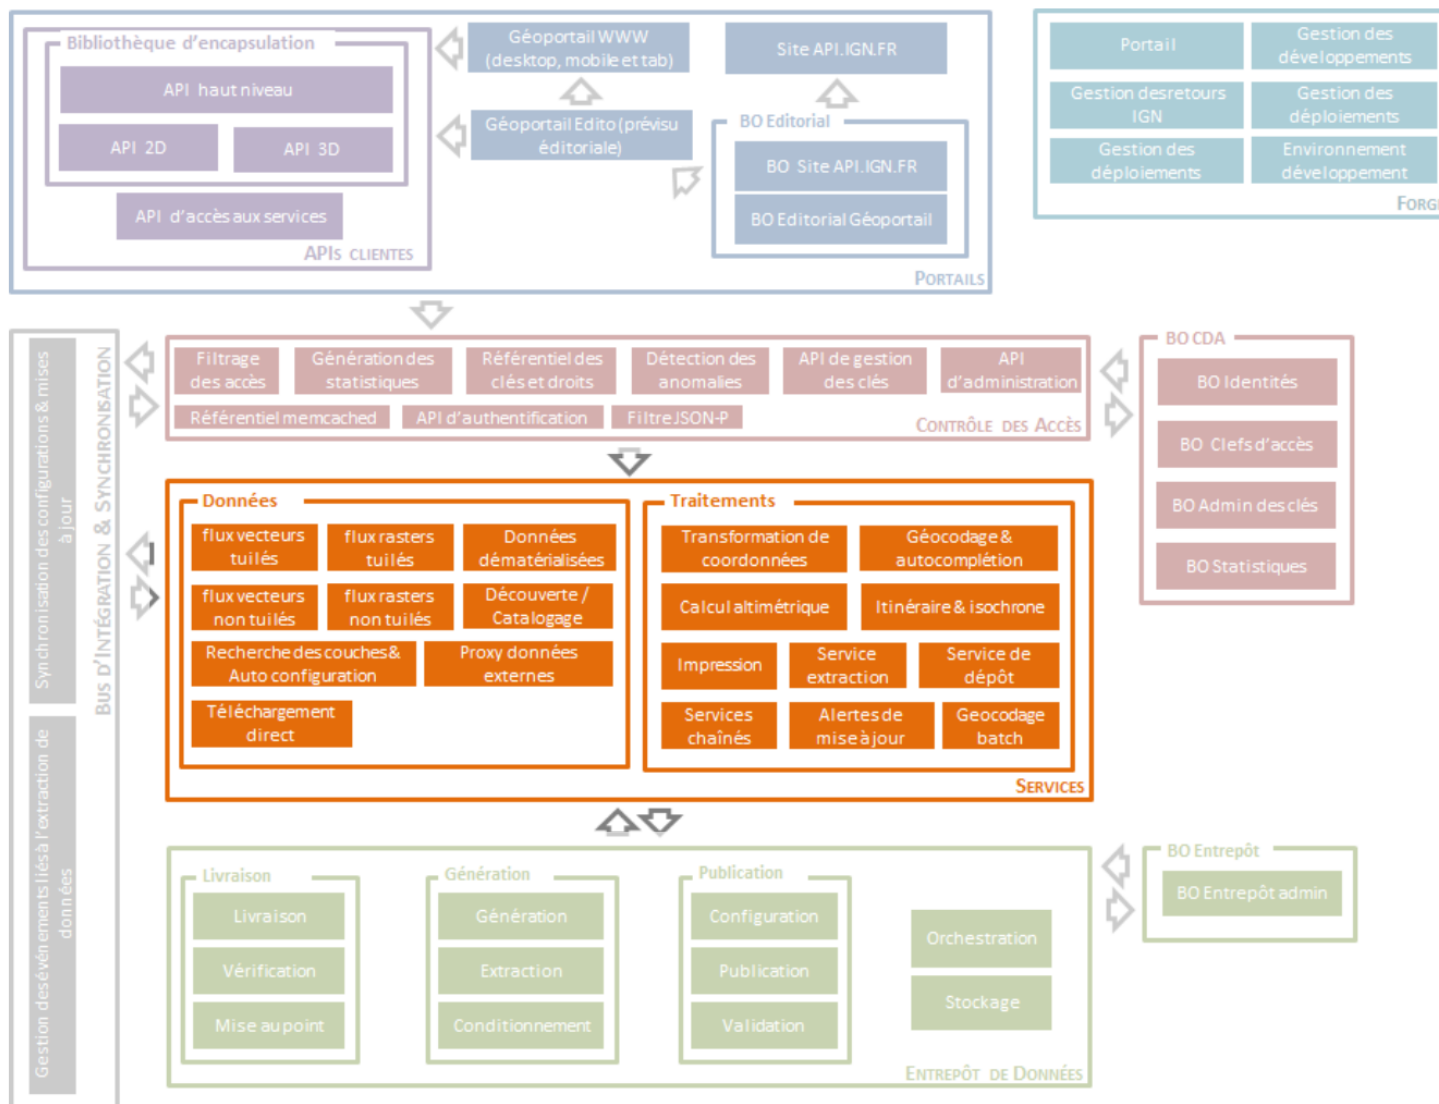 Bibliothèque d'encapsulation
API haut niveau
API 2D
API 3D
API d'accès aux services
APIs CLIENTES
Géoportail WWW
(desktop, mobile et tab)
Géoportail Edito (prévisu
éditoriale)
Site API.IGN.FR
BO Editorial
BO Site API.IGN.FR
BO Editorial Géoportail
PORTAILS
Portail
Gestion des
développements
Gestion desretours
IGN
Gestion des
déploiements
Gestion des
déploiements
Environnement
développement
FORGE
Synchronisation des configurations & mises
à jour
Gestion des événements liés à l'extraction de
données
BUS D'INTÉGRATION & SYNCHRONISATION
Filtrage
des accès
Génération des
statistiques
Référentiel des
clés et droits
Détection des
anomalies
API de gestion
des clés
API
d'administration
Référentiel memcached
API d'authentification
Filtre JSON-P
CONTRÔLE DES ACCÈS
BO CDA
BO Identités
BO Clefs d'accès
BO Admin des clés
BO Statistiques
Données
flux vecteurs
tuilés
flux rasters
tuilés
Données
dématérialisées
flux vecteurs
non tuilés
flux rasters
non tuilés
Découverte /
Catalogage
Recherche des couches &
Auto configuration
Proxy données
externes
Téléchargement
direct
Traitements
Transformation de
coordonnées
Géocodage &
autocomplétion
Calcul altimétrique
Itinéraire & isochrone
Impression
Service
extraction
Service de
dépôt
Services
chaînés
Alertes de
mise à jour
Geocodage
batch
SERVICES
Livraison
Livraison
Vérification
Mise au point
Génération
Génération
Extraction
Conditionnement
Publication
Configuration
Publication
Validation
Orchestration
Stockage
ENTREPÔT DE DONNÉES
BO Entrepôt
BO Entrepôt admin